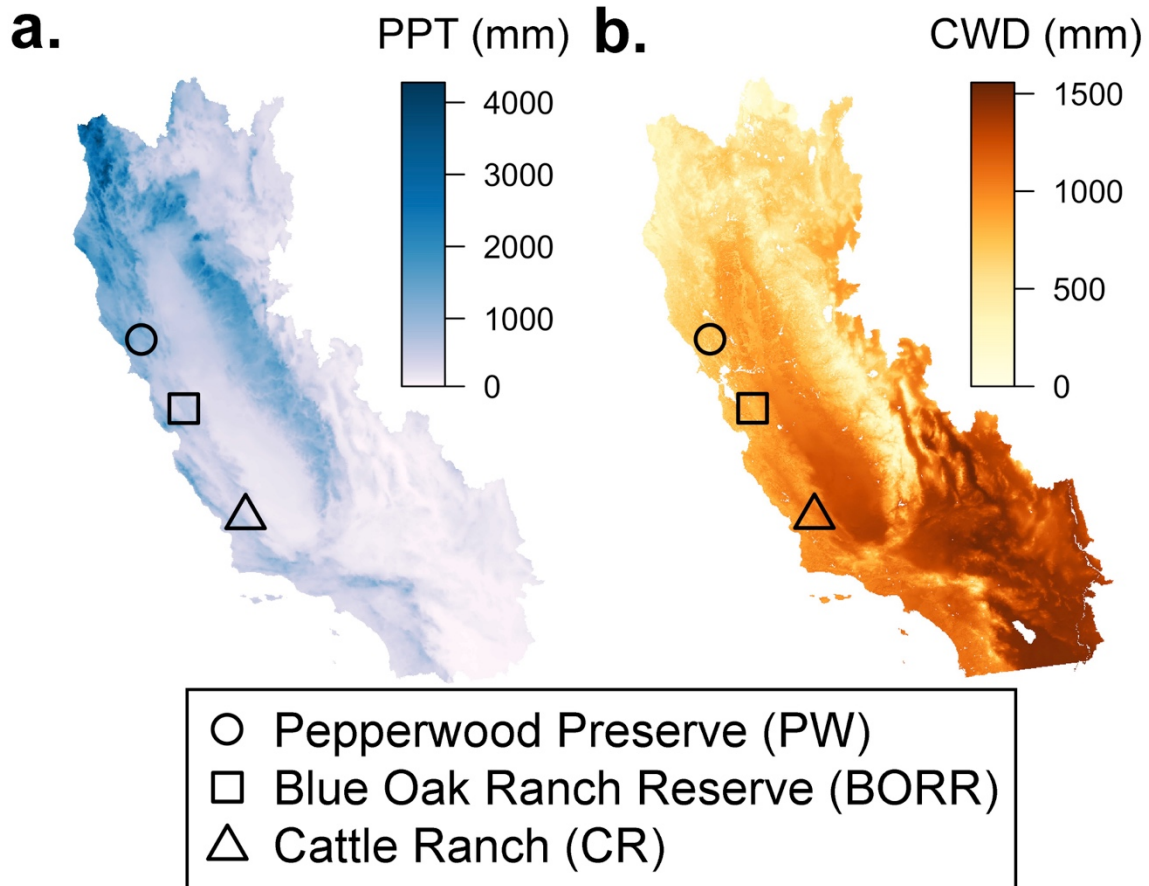 a. PPT (mm)
4000
3000
2000
1000
0
b. CWD (mm)
1500
1000
500
0
Pepperwood Preserve (PW)
Blue Oak Ranch Reserve (BORR)
Cattle Ranch (CR)